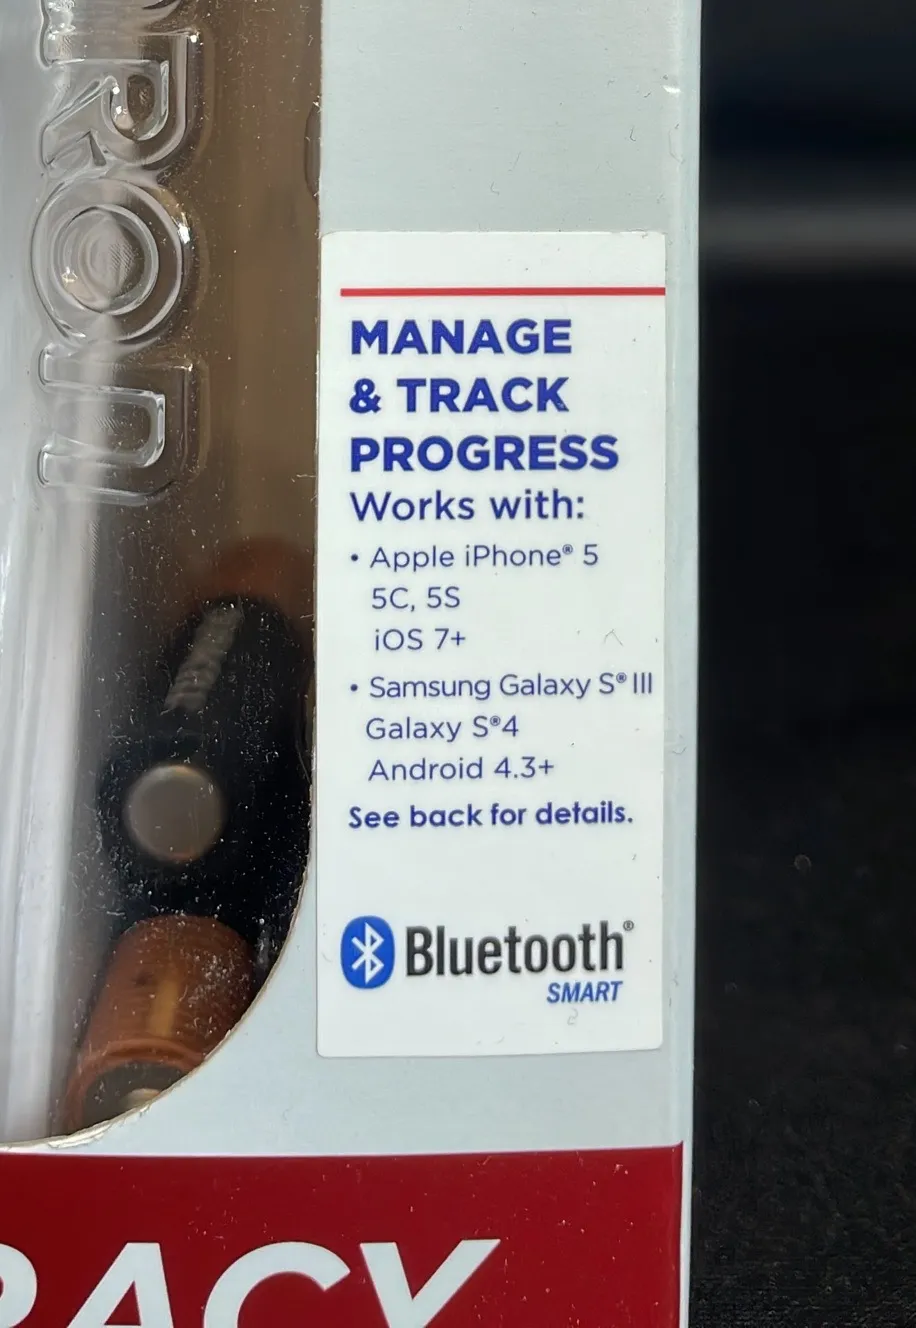 MANAGE
& TRACK
PROGRESS
Works with:
• Apple iPhone® 5
5C, 5S
iOS 7+
• Samsung Galaxy S® III
Galaxy S®4
Android 4.3+
See back for details.
Bluetooth®
SMART